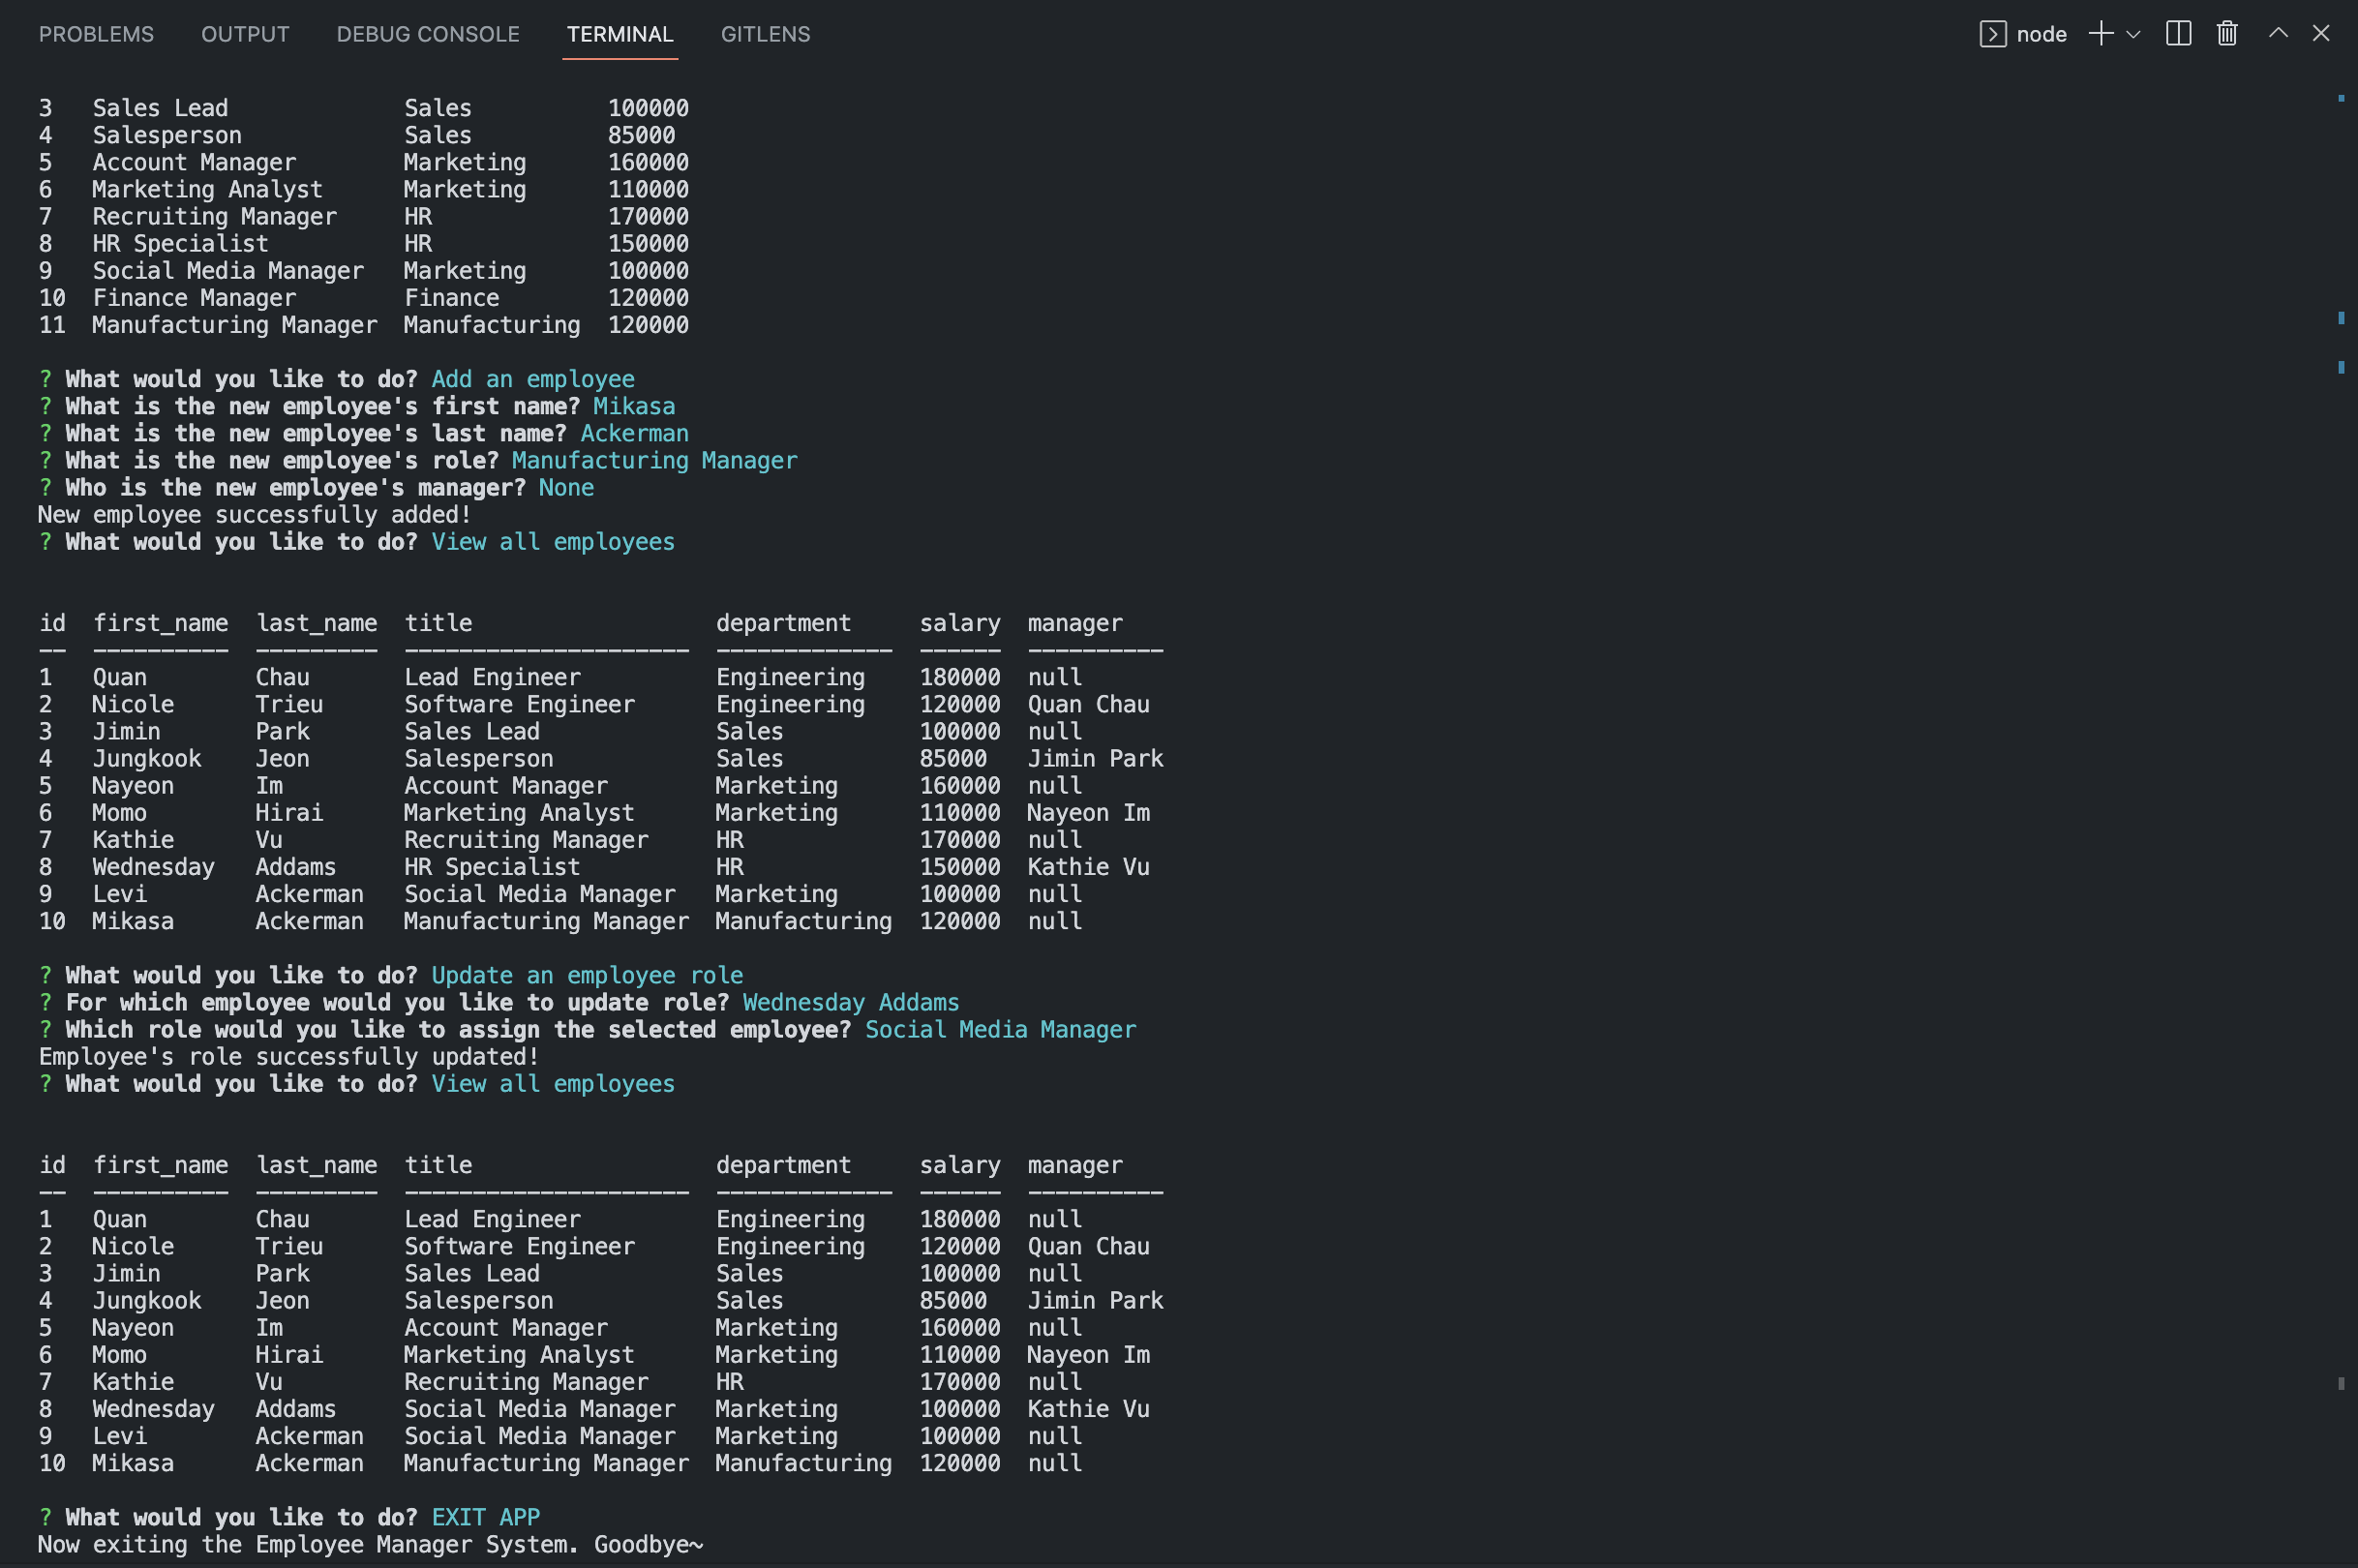 PROBLEMS OUTPUT DEBUG CONSOLE TERMINAL GITLENS node
3 Sales Lead Sales 100000
4 Salesperson Sales 85000
5 Account Manager Marketing 160000
6 Marketing Analyst Marketing 110000
7 Recruiting Manager HR 170000
8 HR Specialist HR 150000
9 Social Media Manager Marketing 100000
10 Finance Manager Finance 120000
11 Manufacturing Manager Manufacturing 120000
? What would you like to do? Add an employee
? What is the new employee's first name? Mikasa
? What is the new employee's last name? Ackerman
? What is the new employee's role? Manufacturing Manager
? Who is the new employee's manager? None
New employee successfully added!
? What would you like to do? View all employees
id first_name last_name title department salary manager
-- ---------- --------- --------------------- ------------- ------ ----------
1 Quan Chau Lead Engineer Engineering 180000 null
2 Nicole Trieu Software Engineer Engineering 120000 Quan Chau
3 Jimin Park Sales Lead Sales 100000 null
4 Jungkook Jeon Salesperson Sales 85000 Jimin Park
5 Nayeon Im Account Manager Marketing 160000 null
6 Momo Hirai Marketing Analyst Marketing 110000 Nayeon Im
7 Kathie Vu Recruiting Manager HR 170000 null
8 Wednesday Addams HR Specialist HR 150000 Kathie Vu
9 Levi Ackerman Social Media Manager Marketing 100000 null
10 Mikasa Ackerman Manufacturing Manager Manufacturing 120000 null
? What would you like to do? Update an employee role
? For which employee would you like to update role? Wednesday Addams
? Which role would you like to assign the selected employee? Social Media Manager
Employee's role successfully updated!
? What would you like to do? View all employees
id first_name last_name title department salary manager
-- ---------- --------- --------------------- ------------- ------ ----------
1 Quan Chau Lead Engineer Engineering 180000 null
2 Nicole Trieu Software Engineer Engineering 120000 Quan Chau
3 Jimin Park Sales Lead Sales 100000 null
4 Jungkook Jeon Salesperson Sales 85000 Jimin Park
5 Nayeon Im Account Manager Marketing 160000 null
6 Momo Hirai Marketing Analyst Marketing 110000 Nayeon Im
7 Kathie Vu Recruiting Manager HR 170000 null
8 Wednesday Addams Social Media Manager Marketing 100000 Kathie Vu
9 Levi Ackerman Social Media Manager Marketing 100000 null
10 Mikasa Ackerman Manufacturing Manager Manufacturing 120000 null
? What would you like to do? EXIT APP
Now exiting the Employee Manager System. Goodbye~